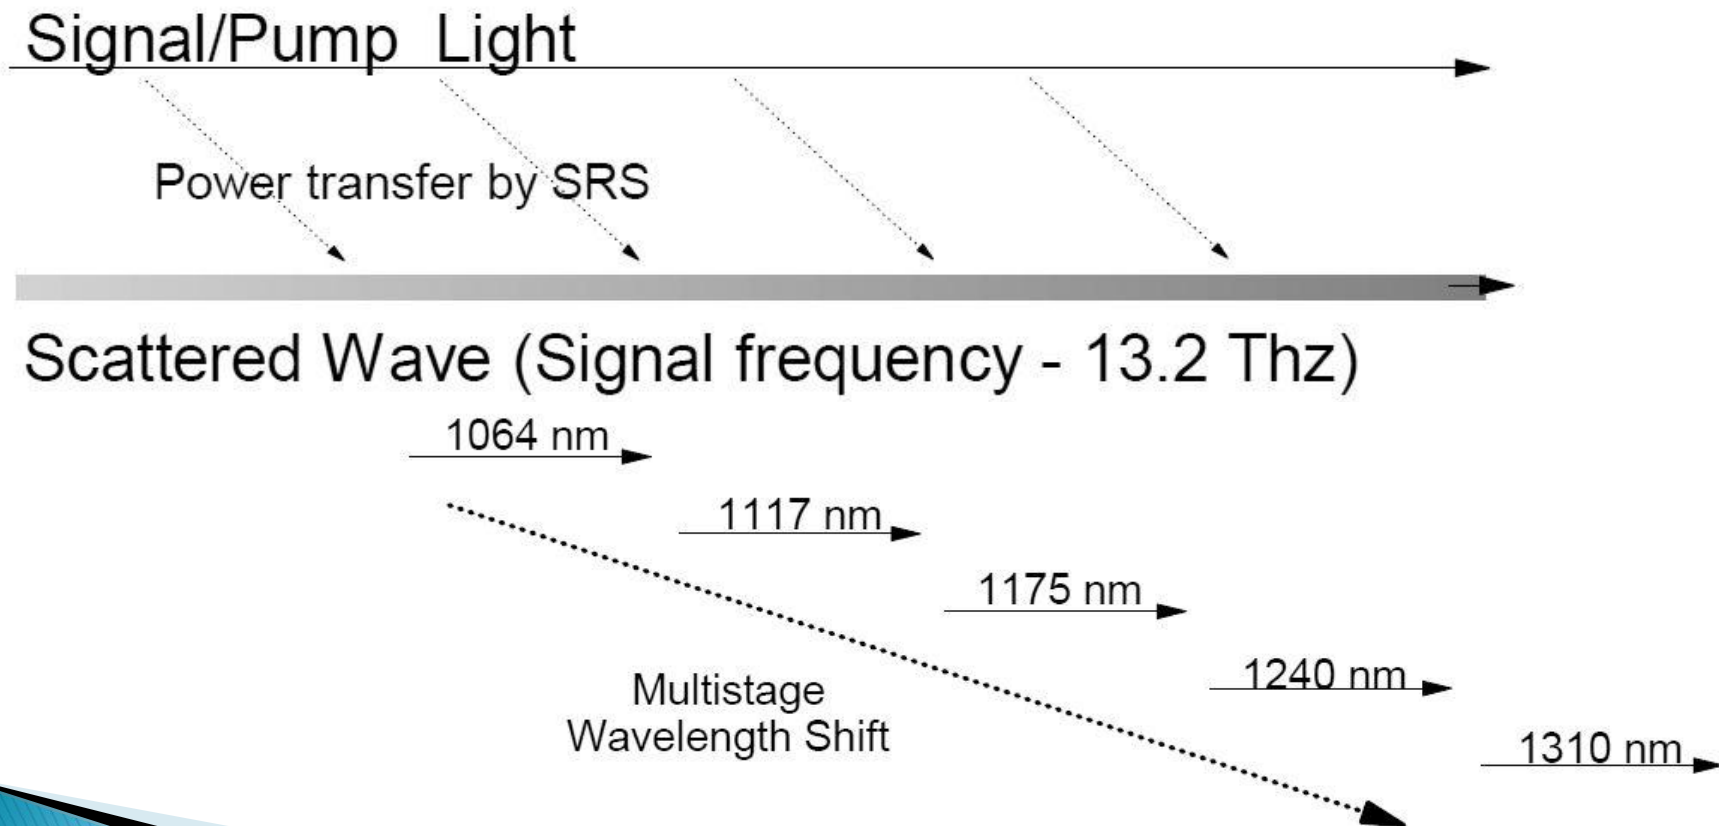 Signal/Pump Light
Power transfer by SRS
Scattered Wave (Signal frequency - 13.2 Thz)
1064 nm
1117 nm
1175 nm
1240 nm
Multistage
Wavelength Shift
1310 nm